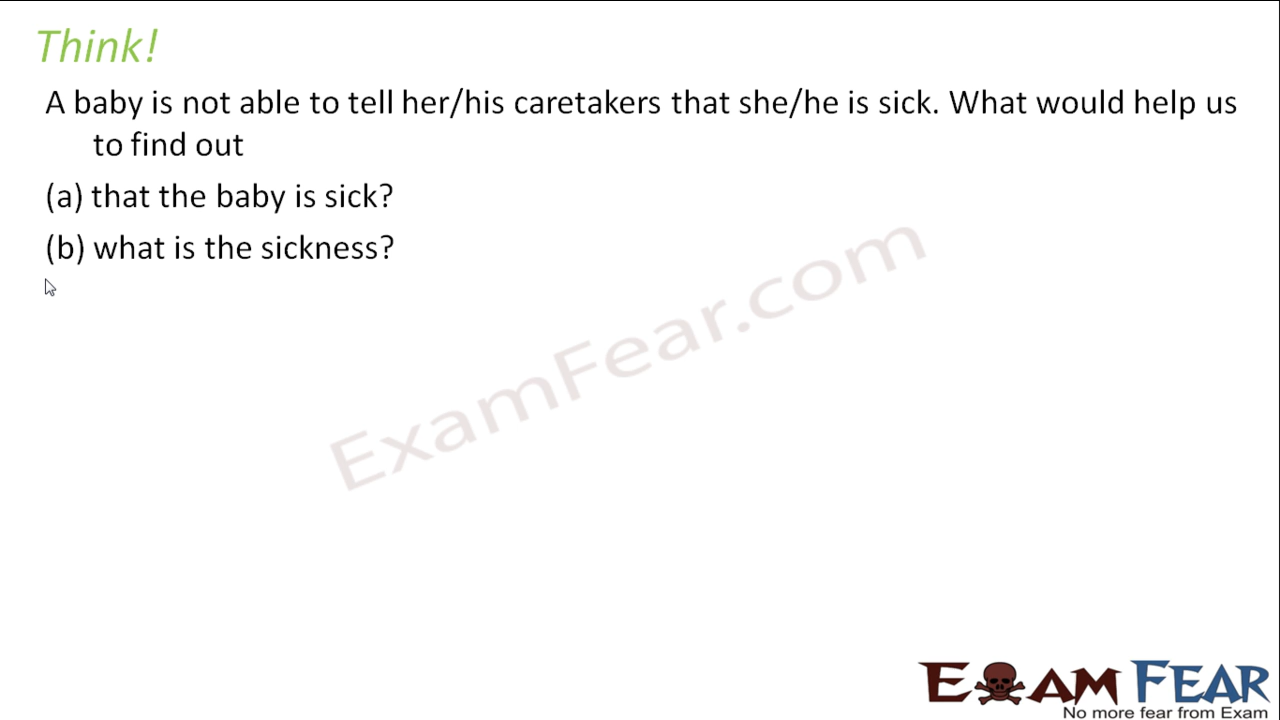 Think!
A baby is not able to tell her/his caretakers that she/he is sick. What would help us
to find out
(a) that the baby is sick?
(b) what is the sickness?
ExamFear.com
EXAM FEAR
No more fear from Exam